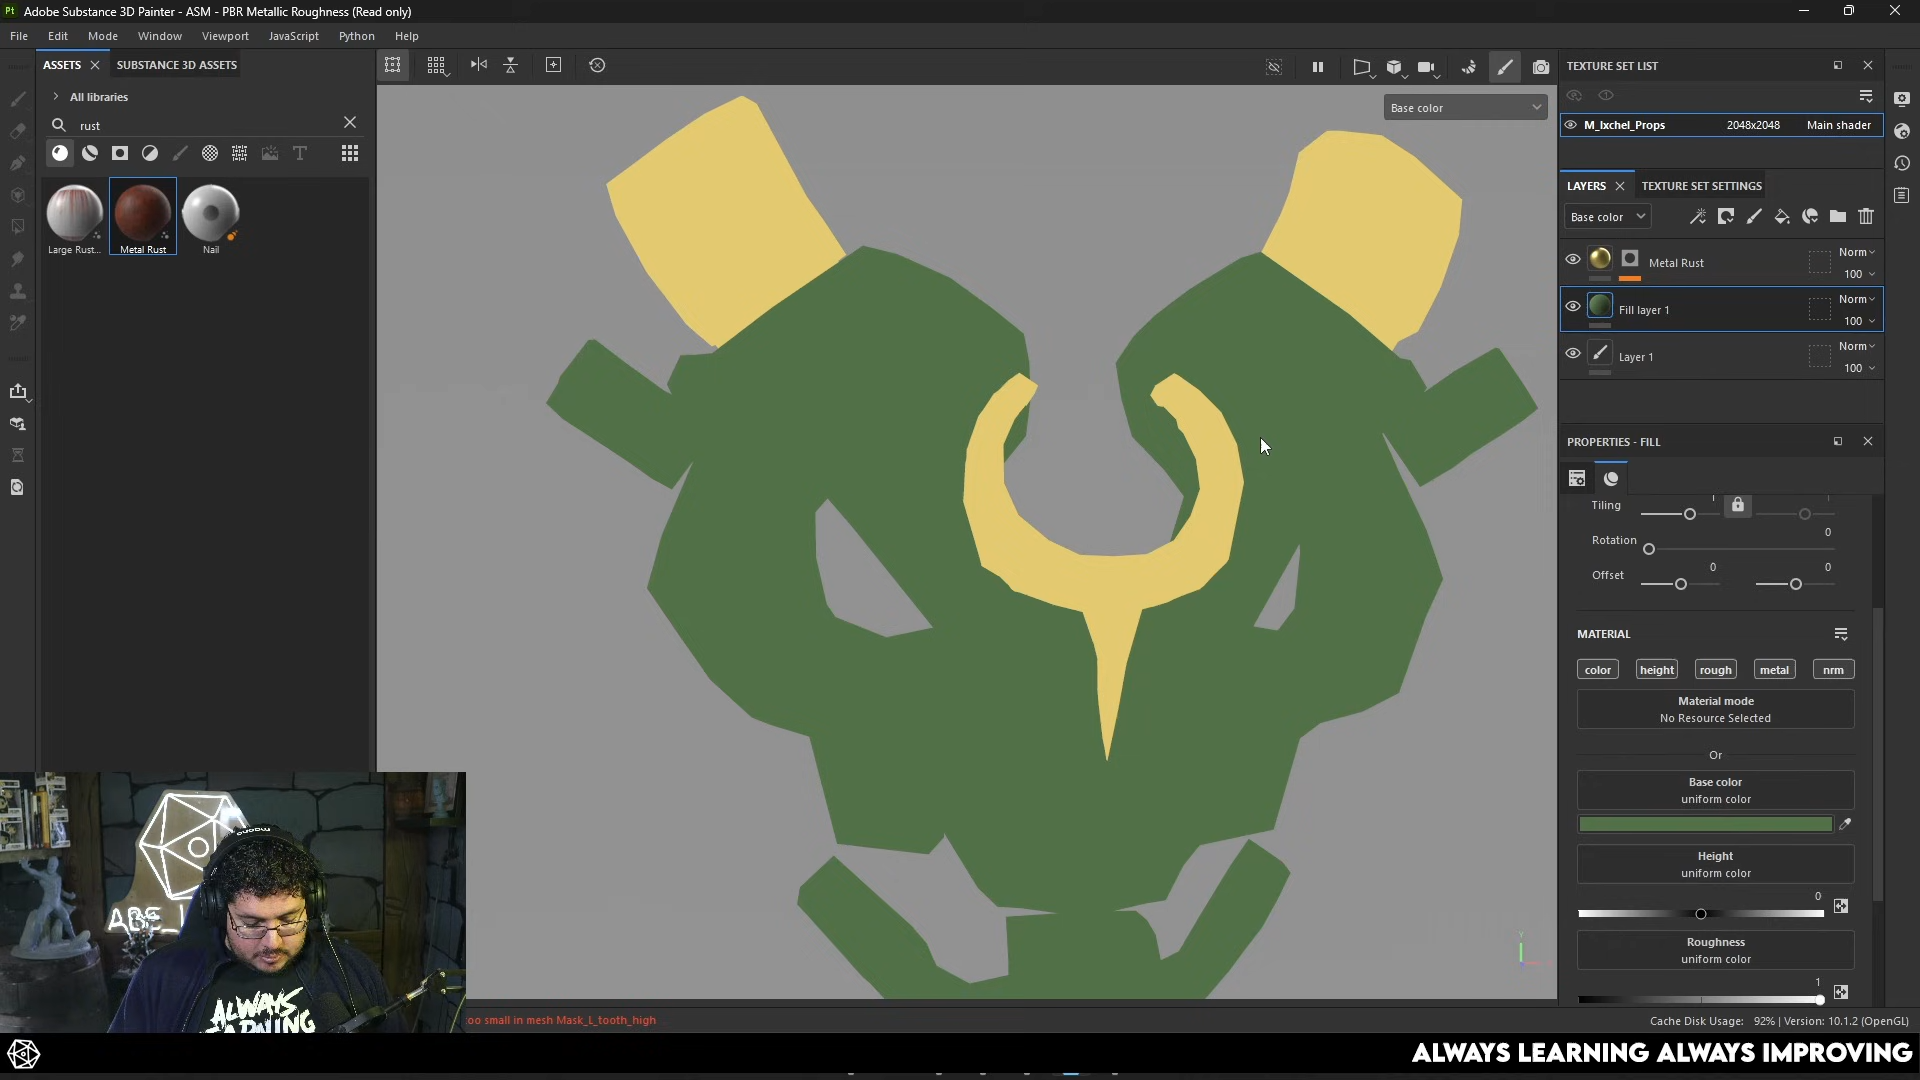 Pt Adobe Substance 3D Painter - ASM - PBR Metallic Roughness (Read only)
File Edit Mode Window Viewport JavaScript Python Help
ASSETS SUBSTANCE 3D ASSETS
TEXTURE SET LIST
All libraries
rust
Base color
M_Ixchel_Props 2048x2048 Main shader
LAYERS TEXTURE SET SETTINGS
Base color
Large Rust... Metal Rust Nail
Metal Rust
Norm
100
Fill layer 1
Norm
100
Layer 1
Norm
100
PROPERTIES - FILL
Tiling
Rotation 0
Offset 0 0
MATERIAL
color height rough metal nrm
Material mode
No Resource Selected
Or
Base color
uniform color
Height
uniform color
0
Roughness
uniform color
1
ABE_L
ALWAYS
too small in mesh Mask_L_tooth_high
Cache Disk Usage: 92% | Version: 10.1.2 (OpenGL)
ALWAYS LEARNING ALWAYS IMPROVING